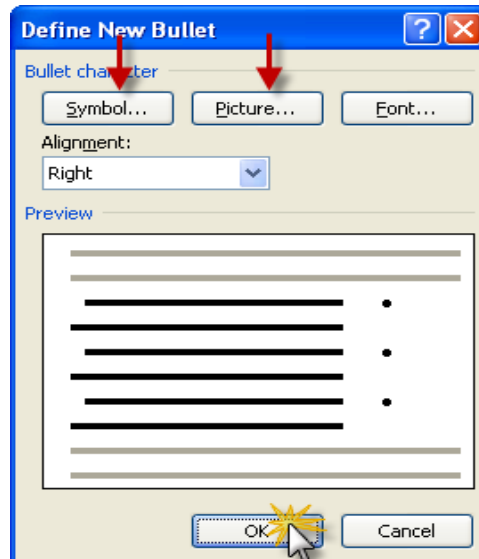 Define New Bullet ?
Bullet character
Symbol... Picture... Font...
Alignment:
Right
Preview
OK Cancel